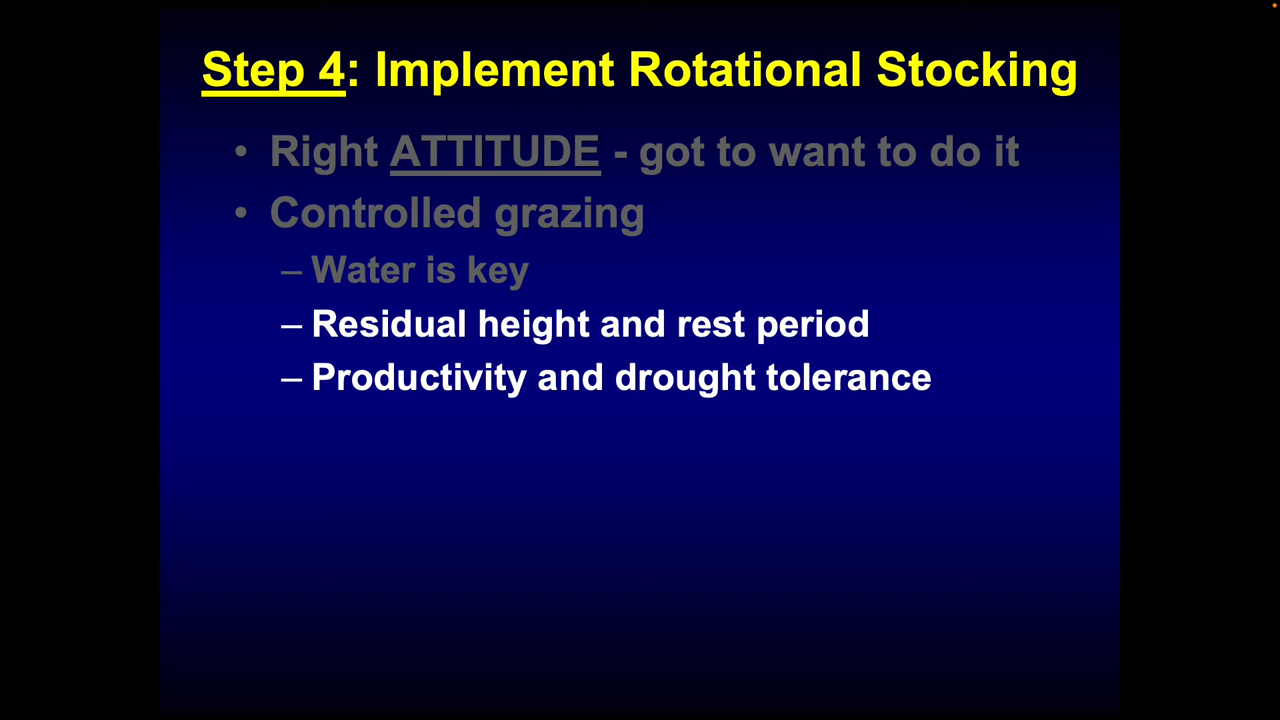 Step 4: Implement Rotational Stocking
• Right ATTITUDE - got to want to do it
• Controlled grazing
– Water is key
– Residual height and rest period
– Productivity and drought tolerance